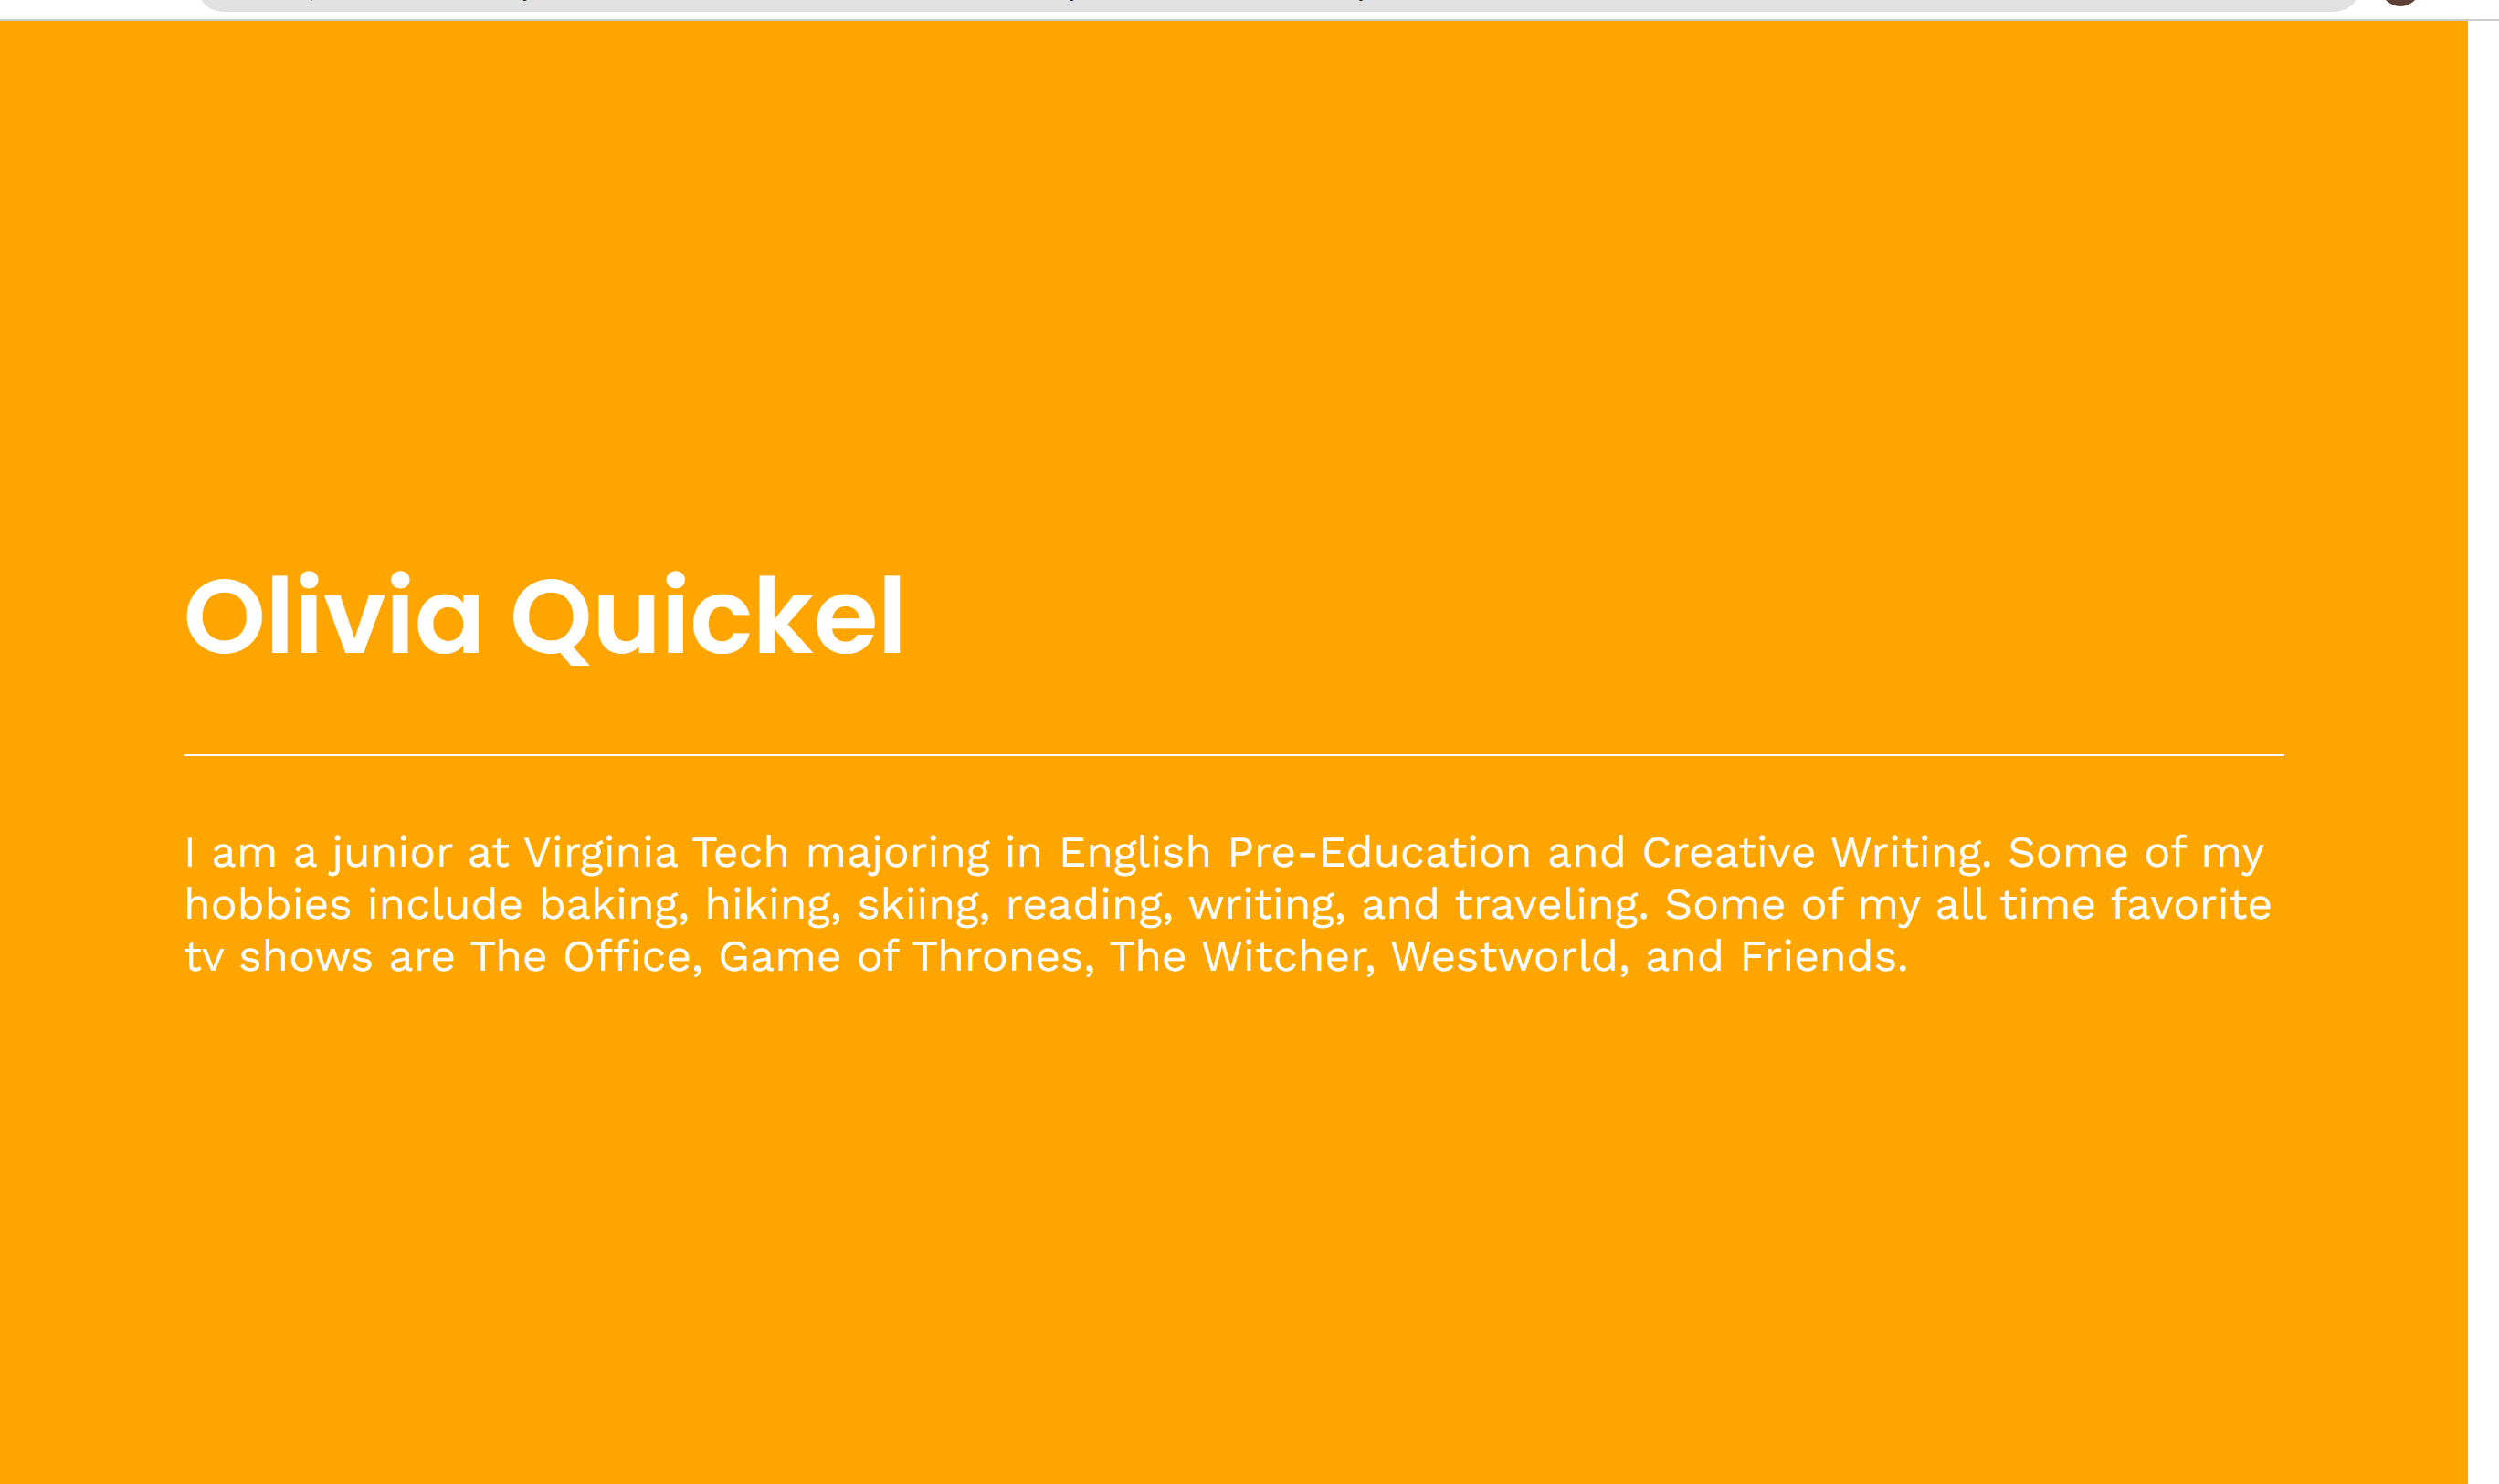 Olivia Quickel
I am a junior at Virginia Tech majoring in English Pre-Education and Creative Writing. Some of my
hobbies include baking, hiking, skiing, reading, writing, and traveling. Some of my all time favorite
tv shows are The Office, Game of Thrones, The Witcher, Westworld, and Friends.